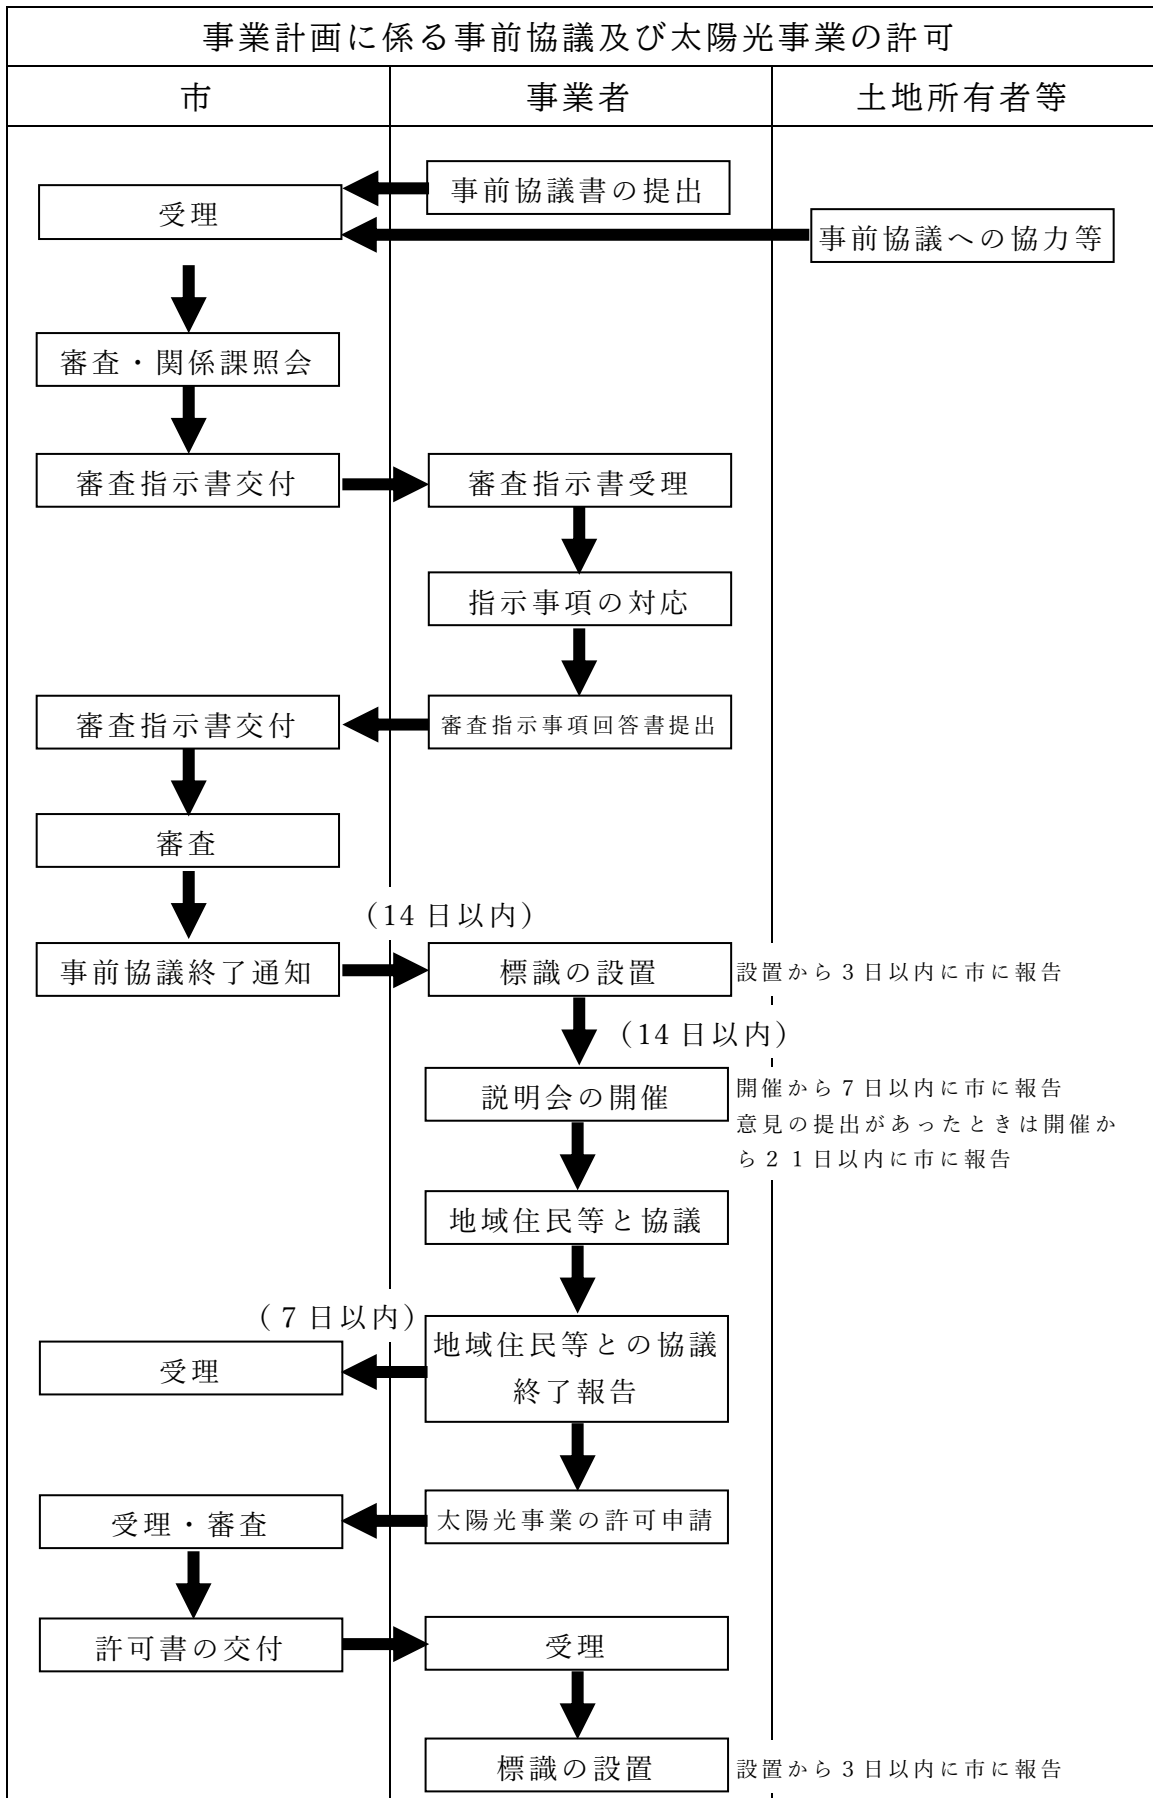 事業計画に係る事前協議及び太陽光事業の許可
市
事業者
土地所有者等
事前協議書の提出
受理
事前協議への協力等
審査・関係課照会
審査指示書交付
審査指示書受理
指示事項の対応
審査指示書交付
審査指示事項回答書提出
審査
（14 日以内）
事前協議終了通知
標識の設置
設置から３日以内に市に報告
（14 日以内）
説明会の開催
開催から７日以内に市に報告
意見の提出があったときは開催か
ら２１日以内に市に報告
地域住民等と協議
（７日以内）
地域住民等との協議
終了報告
受理
太陽光事業の許可申請
受理・審査
許可書の交付
受理
標識の設置
設置から３日以内に市に報告